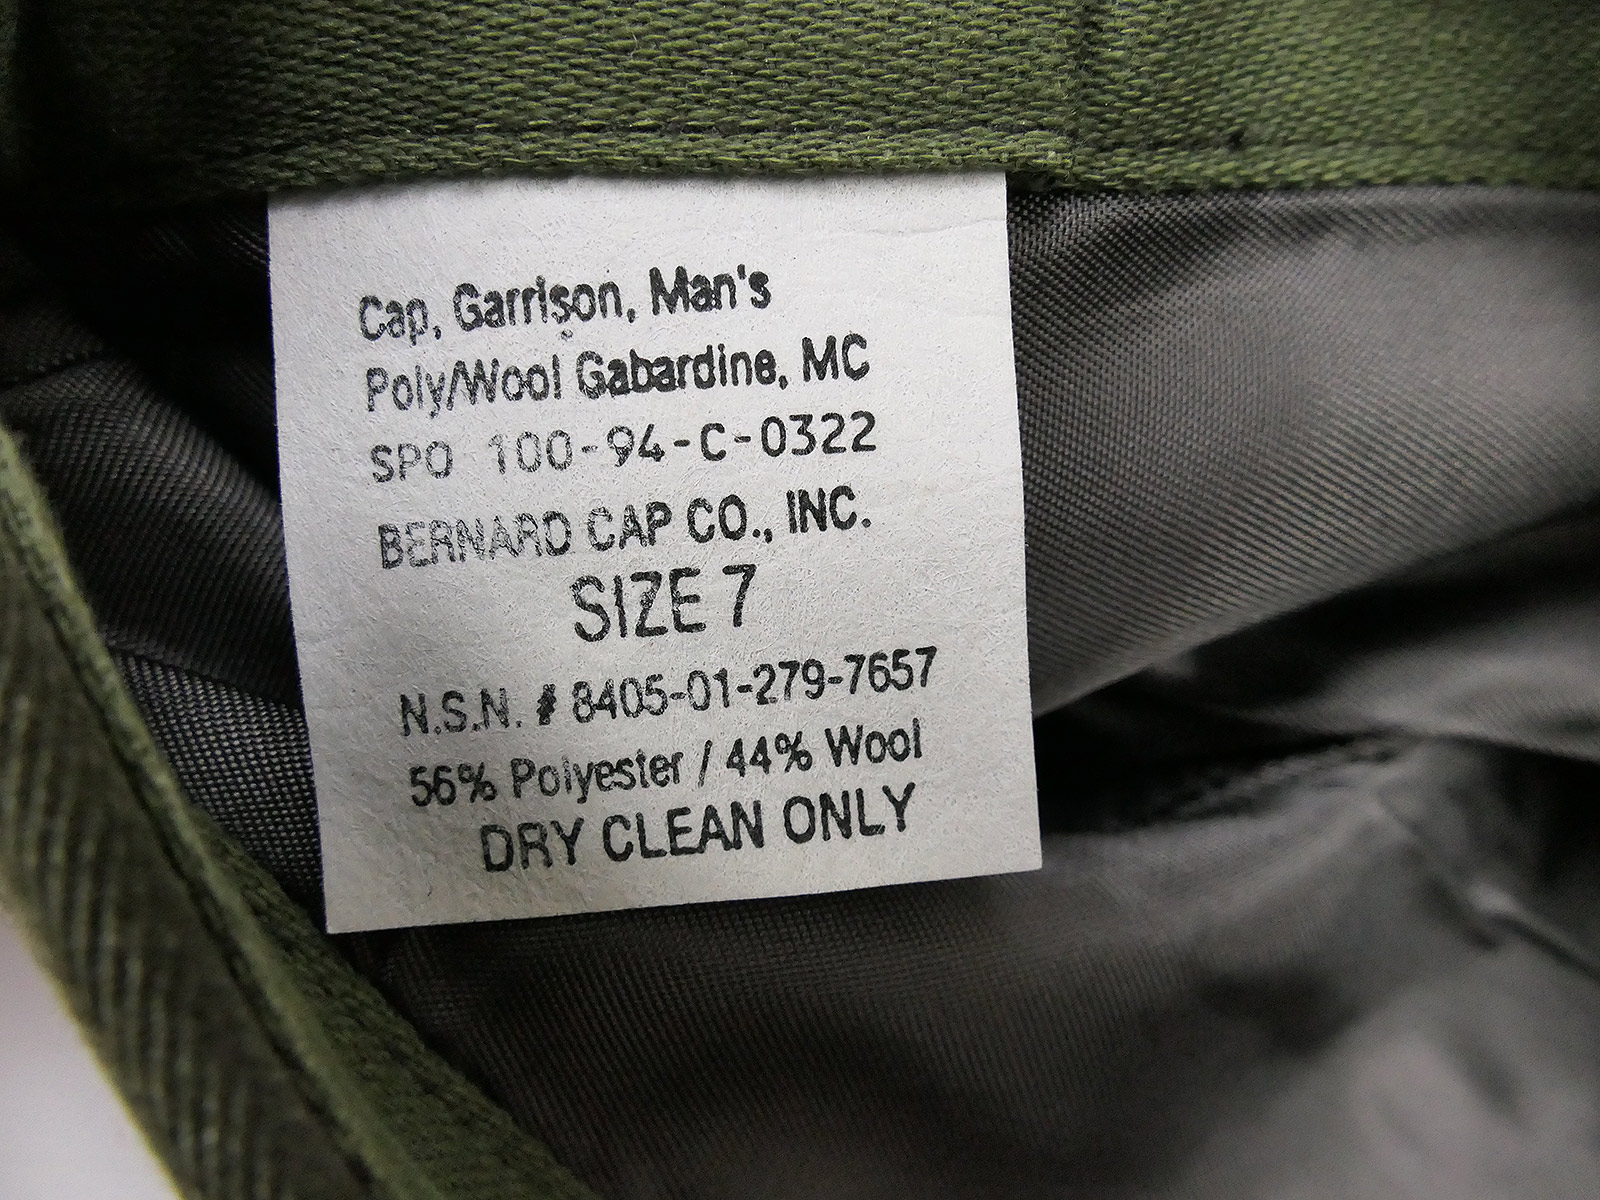 Cap, Garrison, Man's
Poly/Wool Gabardine, MC
SPO 100-94-C-0322
BERNARD CAP CO., INC.
SIZE 7
N.S.N. # 8405-01-279-7657
56% Polyester / 44% Wool
DRY CLEAN ONLY